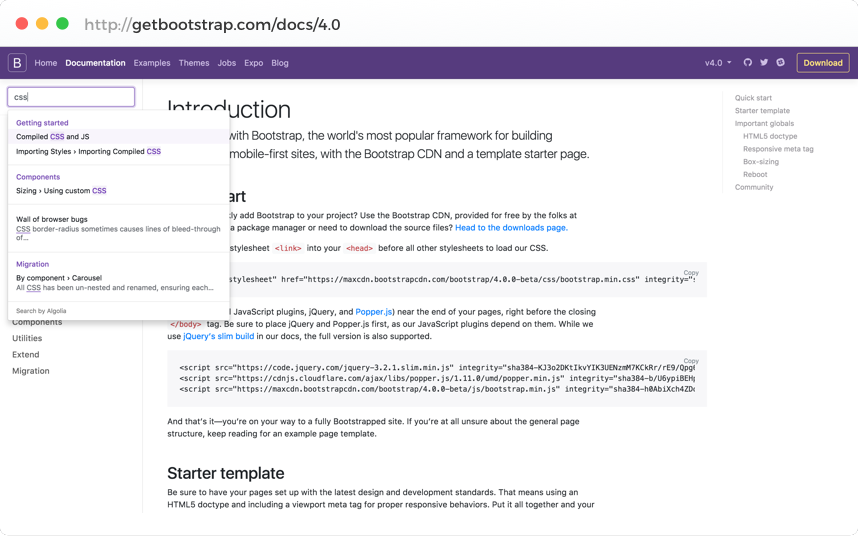 http://getbootstrap.com/docs/4.0
B Home Documentation Examples Themes Jobs Expo Blog v4.0 Download
css
Getting started
Compiled CSS and JS
Importing Styles › Importing Compiled CSS
Components
Sizing › Using custom CSS
Wall of browser bugs
CSS border-radius sometimes causes lines of bleed-through
of...
Migration
By component › Carousel
All CSS has been un-nested and renamed, ensuring each...
Search by Algolia
Components
Utilities
Extend
Migration
Introduction
with Bootstrap, the world's most popular framework for building
mobile-first sites, with the Bootstrap CDN and a template starter page.
art
tly add Bootstrap to your project? Use the Bootstrap CDN, provided for free by the folks at
a package manager or need to download the source files? Head to the downloads page.
stylesheet <link> into your <head> before all other stylesheets to load our CSS.
Copy
stylesheet" href="https://maxcdn.bootstrapcdn.com/bootstrap/4.0.0-beta/css/bootstrap.min.css" integrity="s
JavaScript plugins, jQuery, and Popper.js) near the end of your pages, right before the closing
</body> tag. Be sure to place jQuery and Popper.js first, as our JavaScript plugins depend on them. While we
use jQuery's slim build in our docs, the full version is also supported.
Copy
<script src="https://code.jquery.com/jquery-3.2.1.slim.min.js" integrity="sha384-KJ3o2DKtIkvYIK3UENzmM7KCkRr/rE9/Qpg
<script src="https://cdnjs.cloudflare.com/ajax/libs/popper.js/1.11.0/umd/popper.min.js" integrity="sha384-b/U6ypiBEHp
<script src="https://maxcdn.bootstrapcdn.com/bootstrap/4.0.0-beta/js/bootstrap.min.js" integrity="sha384-h0AbiXch4ZDo
And that's it—you're on your way to a fully Bootstrapped site. If you're at all unsure about the general page
structure, keep reading for an example page template.
Starter template
Be sure to have your pages set up with the latest design and development standards. That means using an
HTML5 doctype and including a viewport meta tag for proper responsive behaviors. Put it all together and your
Quick start
Starter template
Important globals
HTML5 doctype
Responsive meta tag
Box-sizing
Reboot
Community